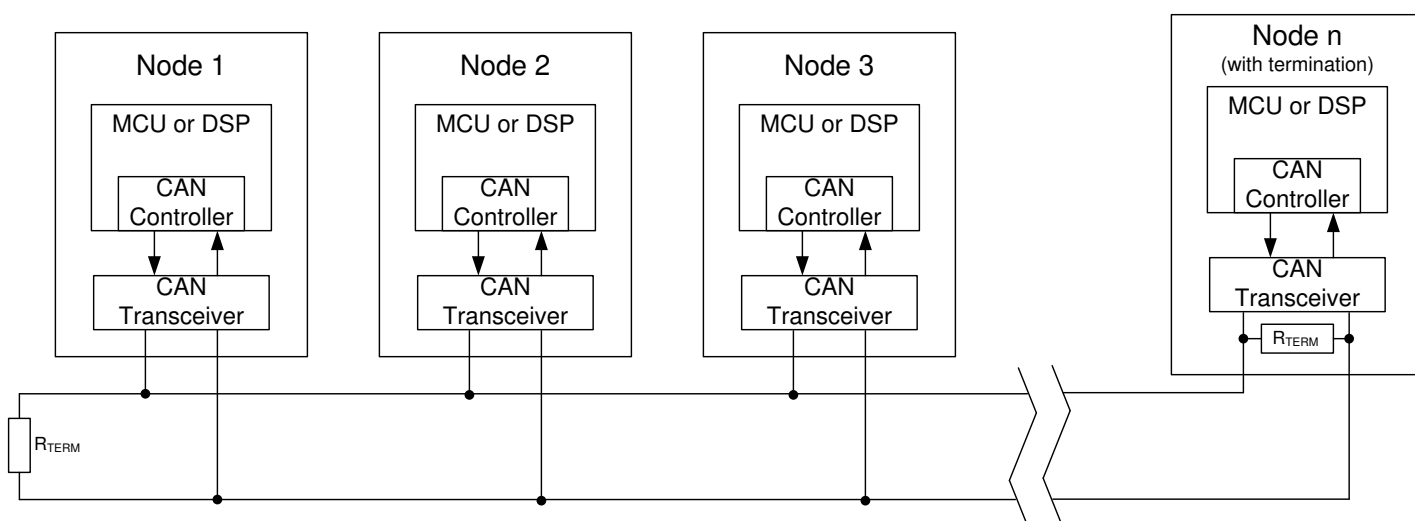 Node 1
MCU or DSP
CAN
Controller
CAN
Transceiver
Node 2
MCU or DSP
CAN
Controller
CAN
Transceiver
Node 3
MCU or DSP
CAN
Controller
CAN
Transceiver
Node n
(with termination)
MCU or DSP
CAN
Controller
CAN
Transceiver
RTERM
RTERM